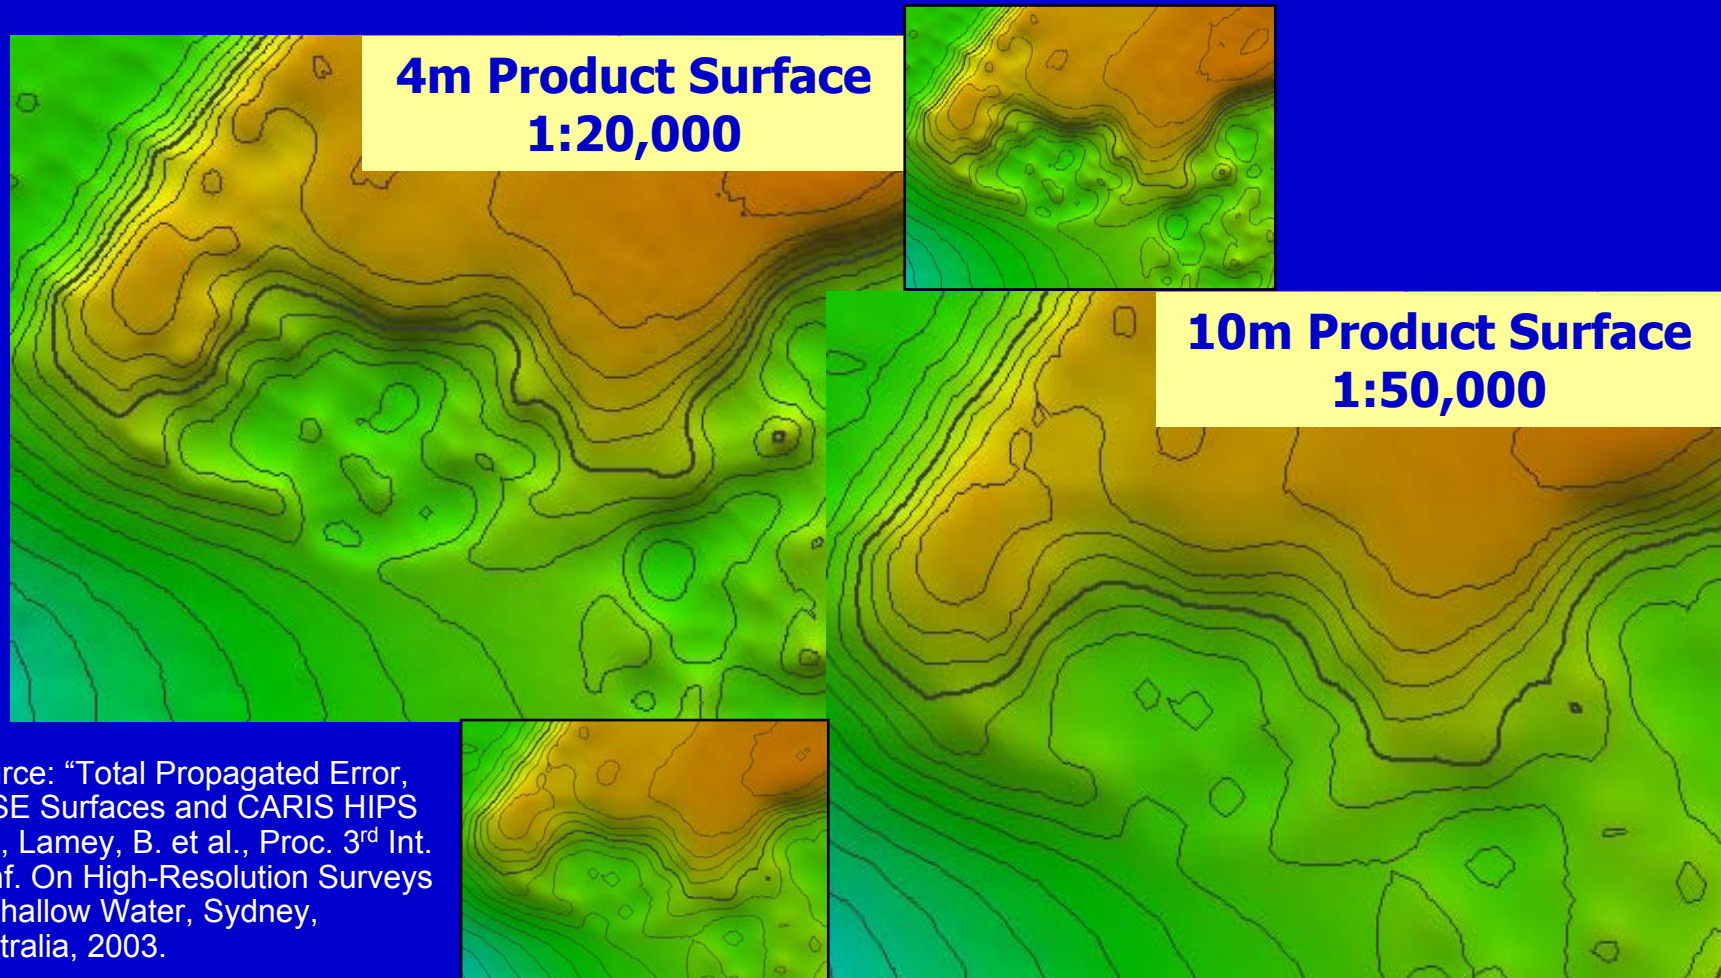 4m Product Surface
1:20,000
10m Product Surface
1:50,000
rce: “Total Propagated Error,
SE Surfaces and CARIS HIPS
, Lamey, B. et al., Proc. 3rd Int.
f. On High-Resolution Surveys
hallow Water, Sydney,
tralia, 2003.